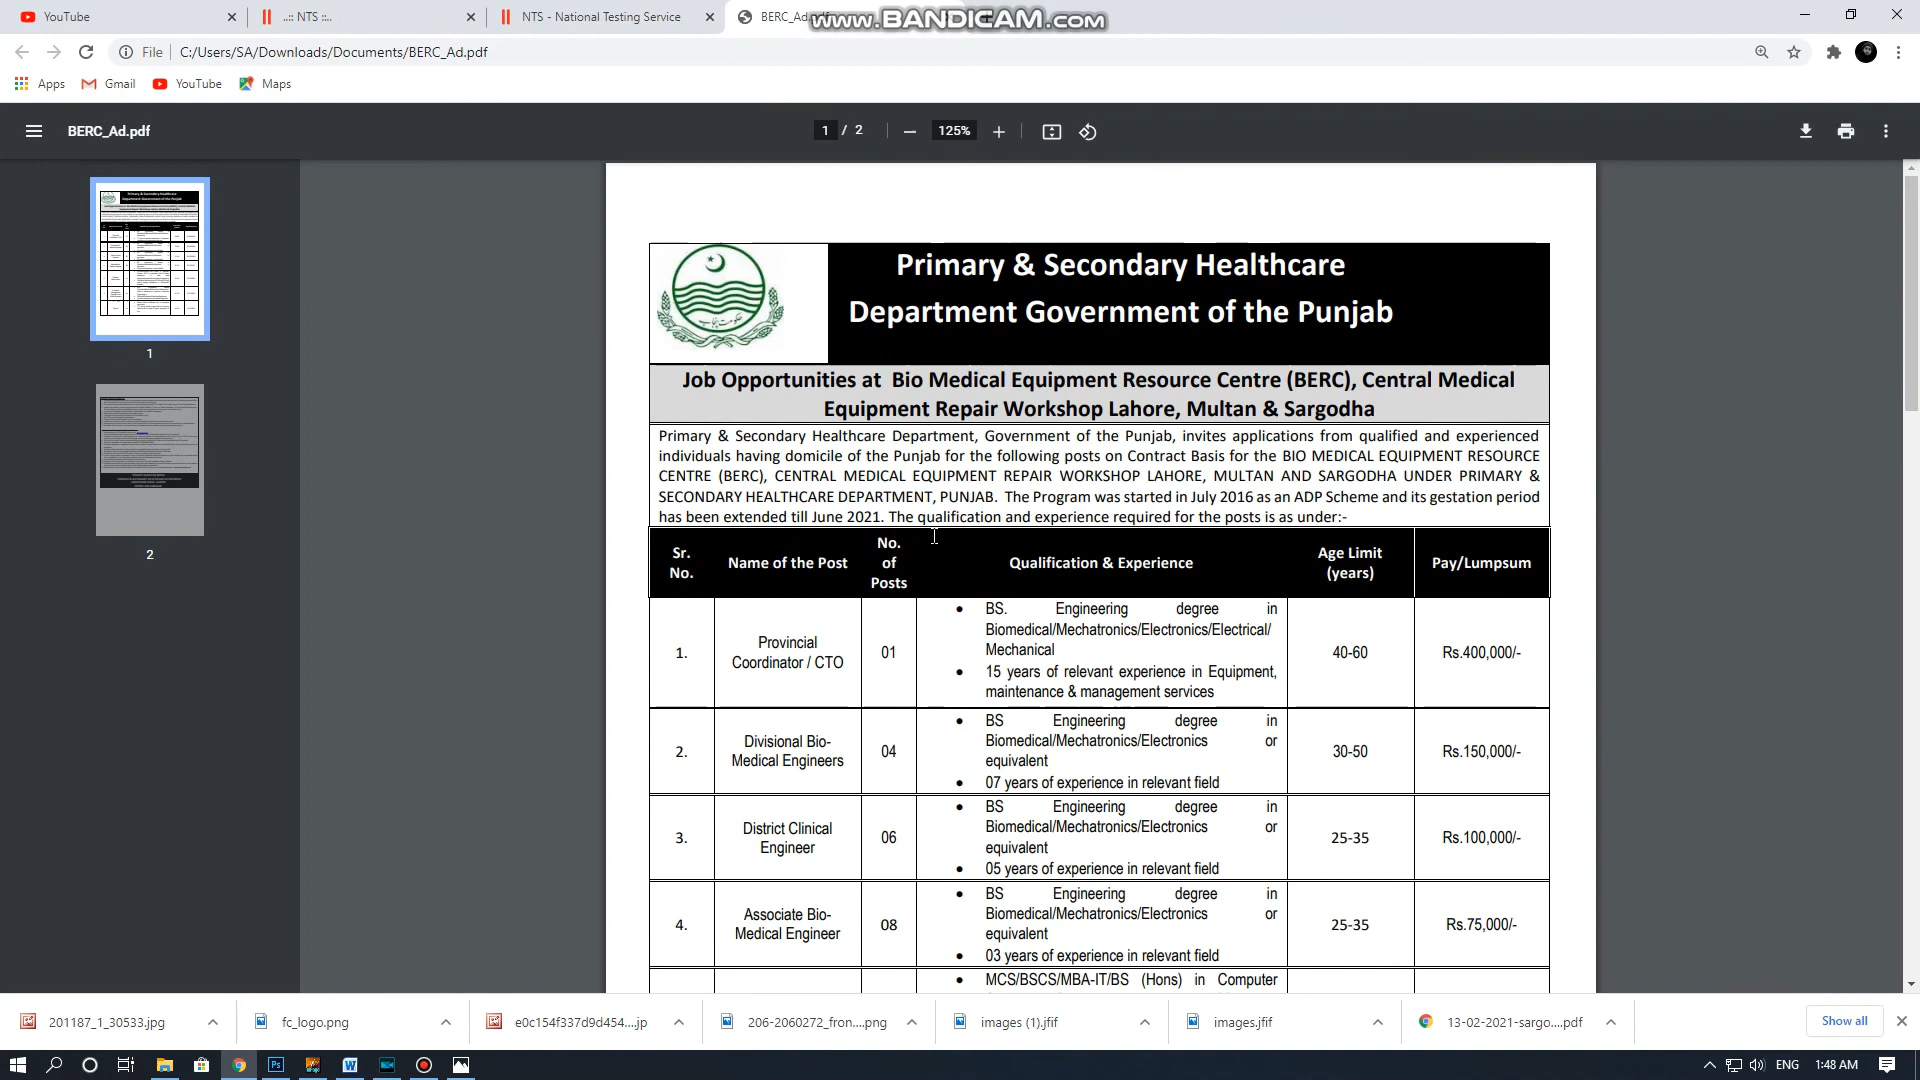 YouTube
..:: NTS ::..
NTS - National Testing Service
BERC_Ad.pdf
www.BANDICAM.com
File
C:/Users/SA/Downloads/Documents/BERC_Ad.pdf
Apps
Gmail
YouTube
Maps
BERC_Ad.pdf
1 / 2
125%
1
2
Primary & Secondary Healthcare
Department Government of the Punjab
Job Opportunities at Bio Medical Equipment Resource Centre (BERC), Central Medical
Equipment Repair Workshop Lahore, Multan & Sargodha
Primary & Secondary Healthcare Department, Government of the Punjab, invites applications from qualified and experienced
individuals having domicile of the Punjab for the following posts on Contract Basis for the BIO MEDICAL EQUIPMENT RESOURCE
CENTRE (BERC), CENTRAL MEDICAL EQUIPMENT REPAIR WORKSHOP LAHORE, MULTAN AND SARGODHA UNDER PRIMARY &
SECONDARY HEALTHCARE DEPARTMENT, PUNJAB. The Program was started in July 2016 as an ADP Scheme and its gestation period
has been extended till June 2021. The qualification and experience required for the posts is as under:-
Sr.
No.
Name of the Post
No.
of
Posts
Qualification & Experience
Age Limit
(years)
Pay/Lumpsum
1.
Provincial
Coordinator / CTO
01
• BS. Engineering degree in
Biomedical/Mechatronics/Electronics/Electrical/
Mechanical
• 15 years of relevant experience in Equipment,
maintenance & management services
40-60
Rs.400,000/-
2.
Divisional Bio-
Medical Engineers
04
• BS Engineering degree in
Biomedical/Mechatronics/Electronics or
equivalent
• 07 years of experience in relevant field
30-50
Rs.150,000/-
3.
District Clinical
Engineer
06
• BS Engineering degree in
Biomedical/Mechatronics/Electronics or
equivalent
• 05 years of experience in relevant field
25-35
Rs.100,000/-
4.
Associate Bio-
Medical Engineer
08
• BS Engineering degree in
Biomedical/Mechatronics/Electronics or
equivalent
• 03 years of experience in relevant field
25-35
Rs.75,000/-
• MCS/BSCS/MBA-IT/BS (Hons) in Computer
201187_1_30533.jpg
fc_logo.png
e0c154f337d9d454....jp
206-2060272_fron....png
images (1).jfif
images.jfif
13-02-2021-sargo....pdf
Show all
ENG
1:48 AM